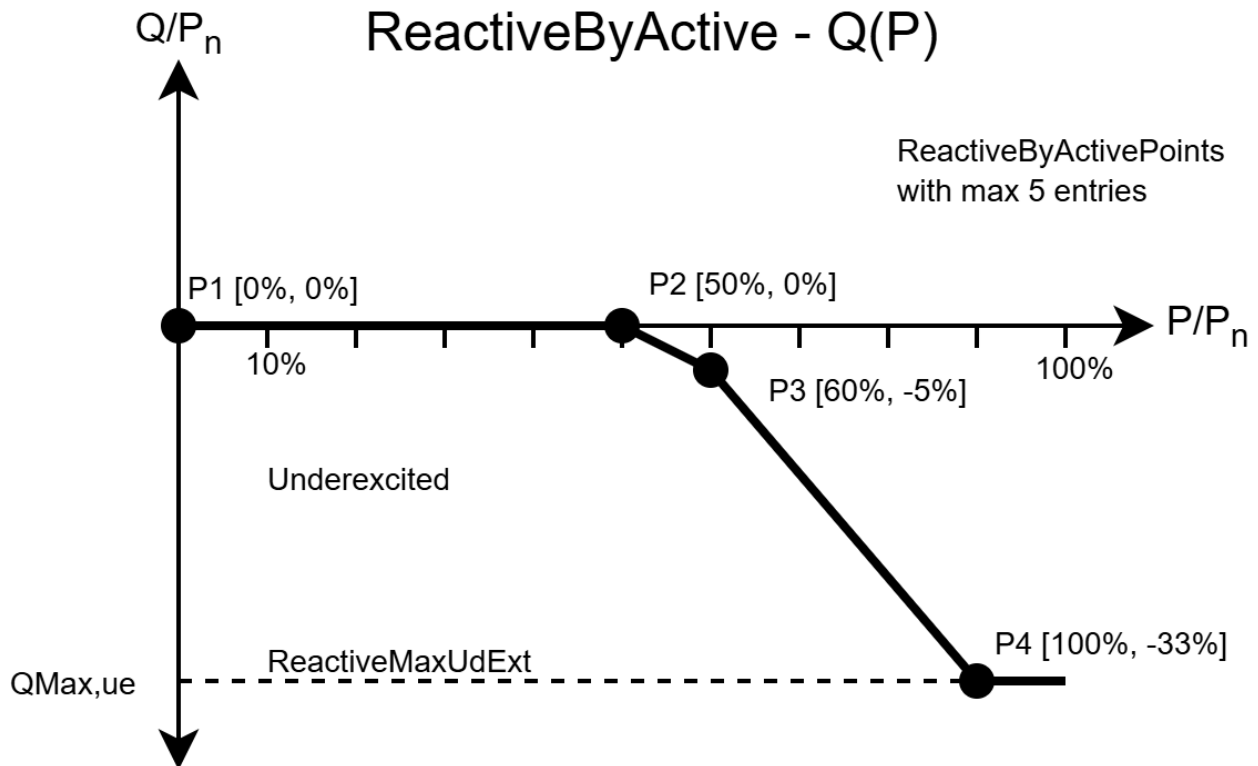 Q/Pn
ReactiveByActive - Q(P)
ReactiveByActivePoints
with max 5 entries
P1 [0%, 0%]
P2 [50%, 0%]
P/Pn
10%
100%
P3 [60%, -5%]
Underexcited
P4 [100%, -33%]
ReactiveMaxUdExt
QMax,ue